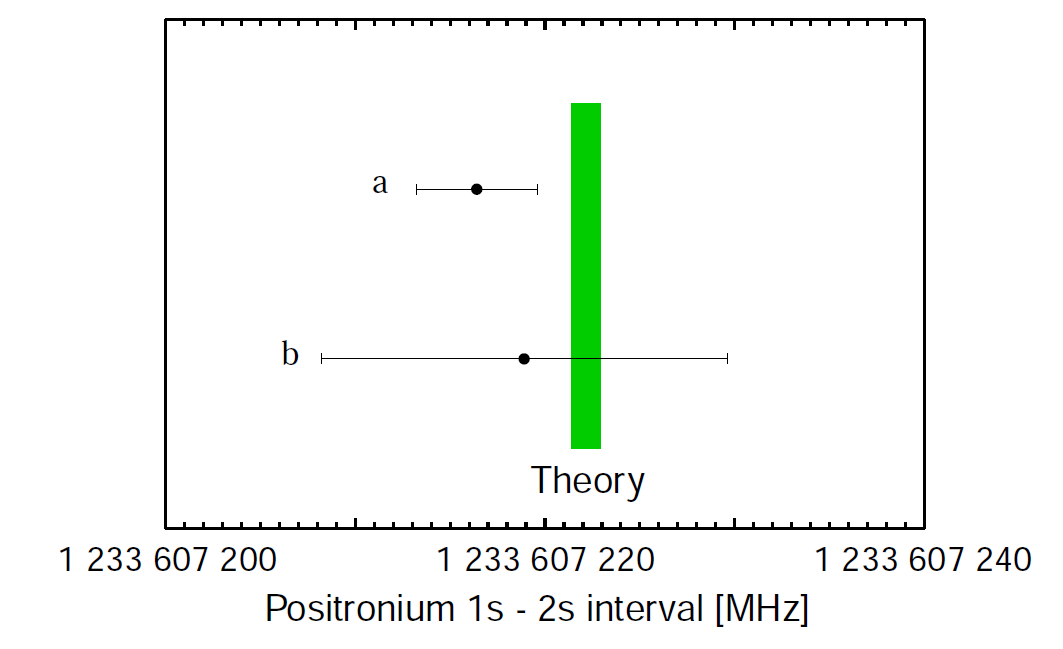 a
b
Theory
1 233 607 200 1 233 607 220 1 233 607 240
Positronium 1s - 2s interval [MHz]